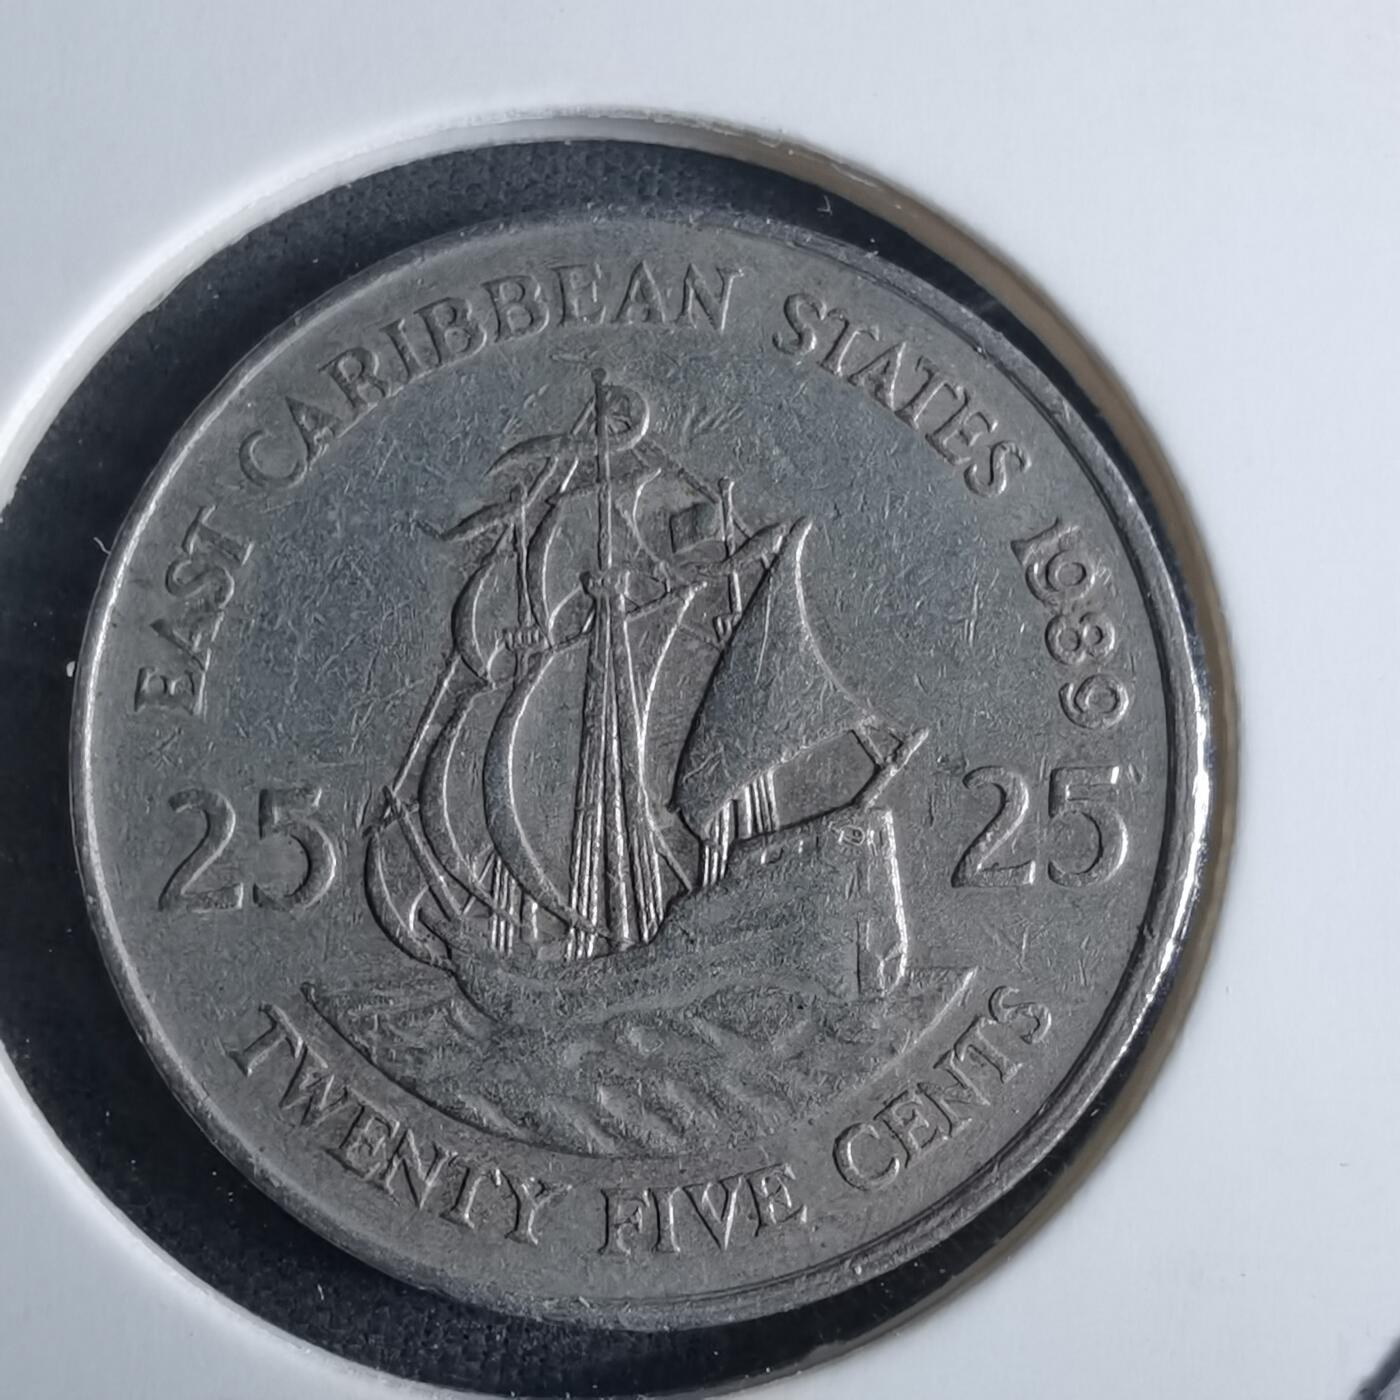 EAST CARIBBEAN STATES 1989
25 25
TWENTY FIVE CENTS